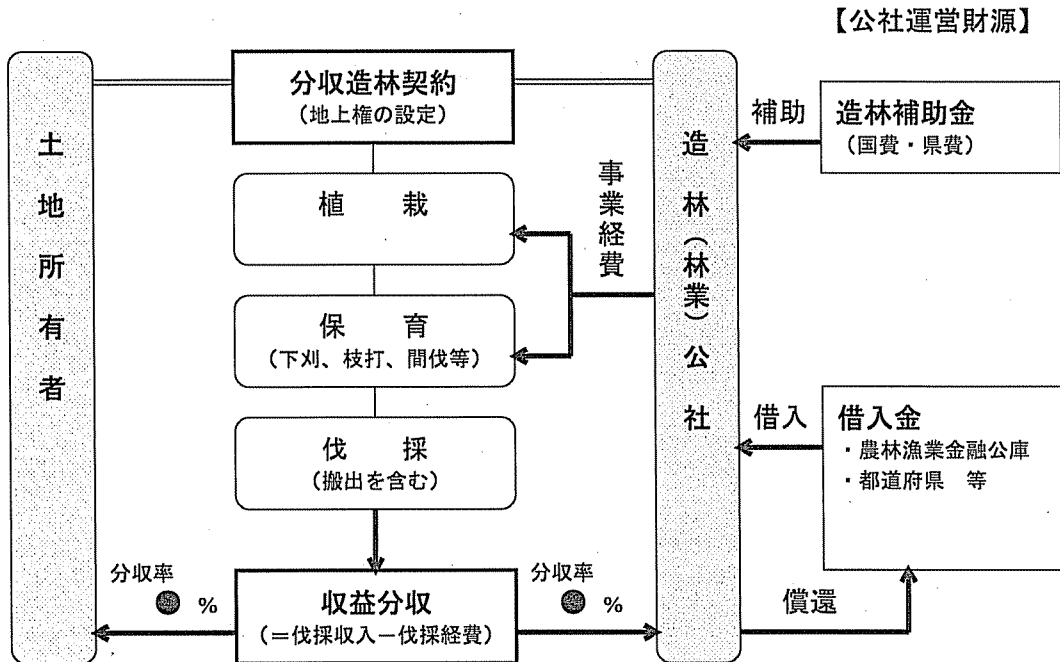 【公社運営財源】
土地所有者
分収造林契約
(地上権の設定)
植　栽
保　育
(下刈、枝打、間伐等)
伐　採
(搬出を含む)
収益分収
(=伐採収入−伐採経費)
分収率
● %
分収率
● %
事業経費
造林(林業)公社
補助
造林補助金
(国費・県費)
借入
借入金
・農林漁業金融公庫
・都道府県　等
償還